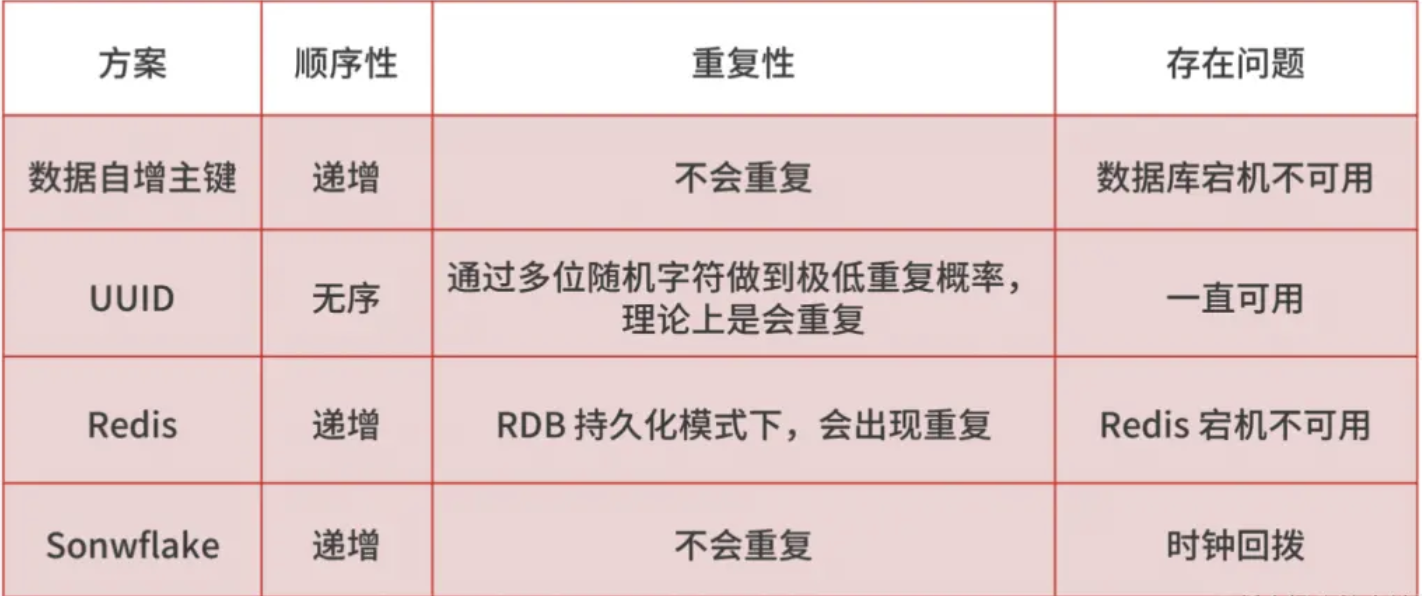 方案
顺序性
重复性
存在问题
数据自增主键
递增
不会重复
数据库宕机不可用
UUID
无序
通过多位随机字符做到极低重复概率，
理论上是会重复
一直可用
Redis
递增
RDB 持久化模式下，会出现重复
Redis 宕机不可用
Sonwflake
递增
不会重复
时钟回拨